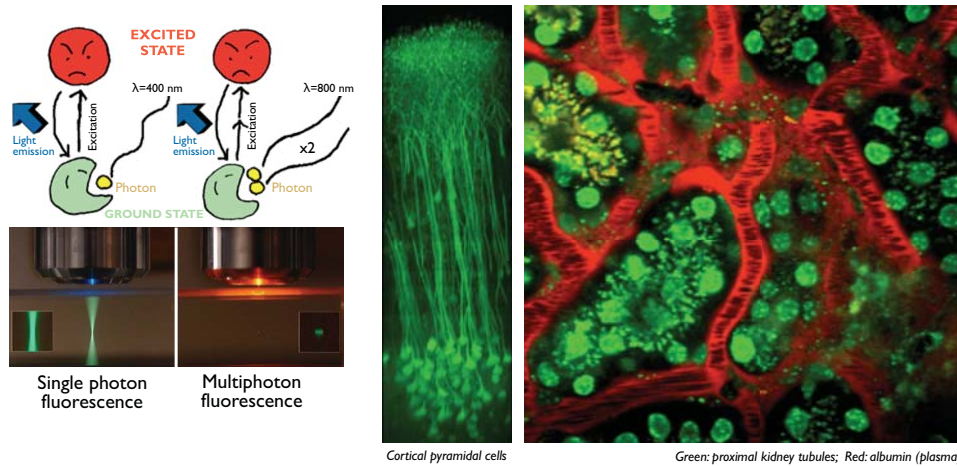 EXCITED
STATE
λ=400 nm
λ=800 nm
Light
emission
Excitation
Light
emission
Excitation
x2
Photon
Photon
GROUND STATE
Single photon
fluorescence
Multiphoton
fluorescence
Cortical pyramidal cells
Green: proximal kidney tubules; Red: albumin (plasma